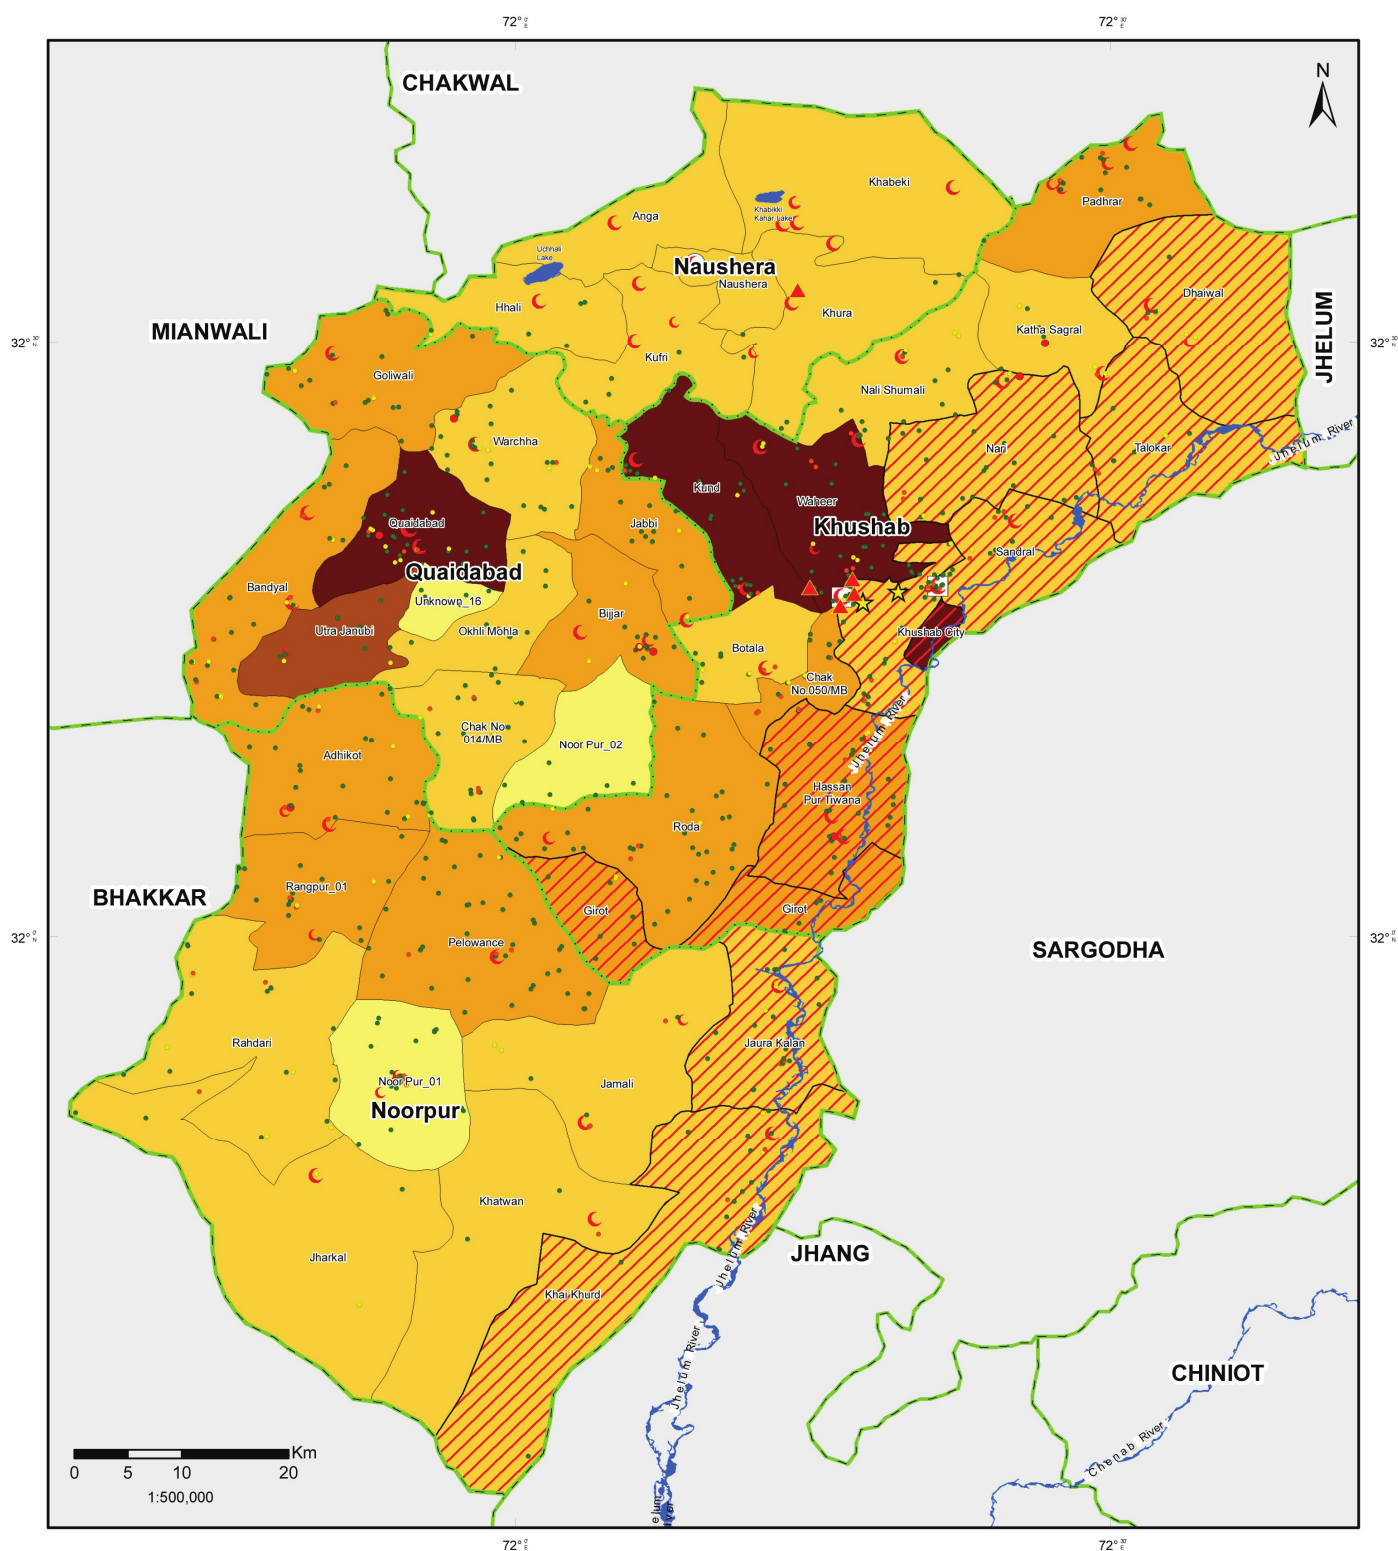 72° 0' E
72° 30' E
CHAKWAL
N
Khabeki
Padhrar
Khabikki
Kahar Lake
Anga
Uchhali
Lake
Naushera
Naushera
Dhaiwal
JHELUM
Hhali
Khura
Katha Sagral
MIANWALI
32° 30' N
32° 30' N
Kufri
Goliwali
Nali Shumali
Jhelum River
Warchha
Nari
Talokar
Kund
Waheer
Quaidabad
Jabbi
Khushab
Sandral
Quaidabad
Bandyal
Unknown_16
Bijjar
Utra Janubi
Okhli Mohla
Khushab City
Botala
Chak
No.050/MB
Jhelum River
Chak No
014/MB
Noor Pur_02
Adhikot
Hassan
Pur Tiwana
Roda
Rangpur_01
BHAKKAR
Girot
Girot
32° 0' N
32° 0' N
Pelowance
SARGODHA
Rahdari
Jaura Kalan
Noor Pur_01
Jamali
Noorpur
Khatwan
Jhelum River
JHANG
Jharkal
Khai Khurd
Jhelum River
CHINIOT
Chenab River
Km
0 5 10 20
1:500,000
elum
iver
72° 0' E
72° 30' E